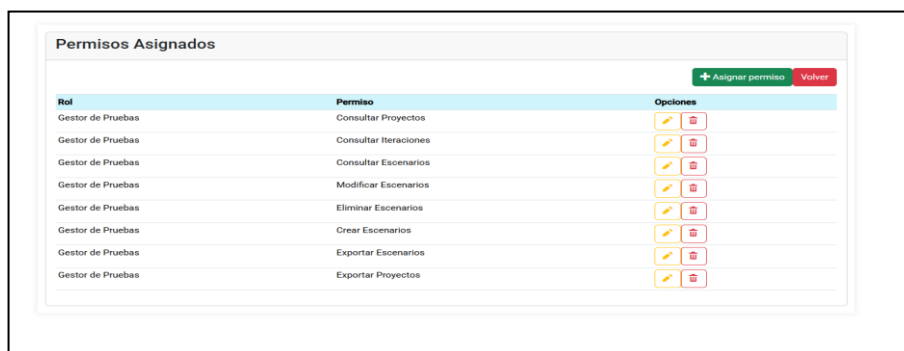 Permisos Asignados
Asignar permiso Volver
Rol Permiso Opciones
Gestor de Pruebas Consultar Proyectos
Gestor de Pruebas Consultar Iteraciones
Gestor de Pruebas Consultar Escenarios
Gestor de Pruebas Modificar Escenarios
Gestor de Pruebas Eliminar Escenarios
Gestor de Pruebas Crear Escenarios
Gestor de Pruebas Exportar Escenarios
Gestor de Pruebas Exportar Proyectos